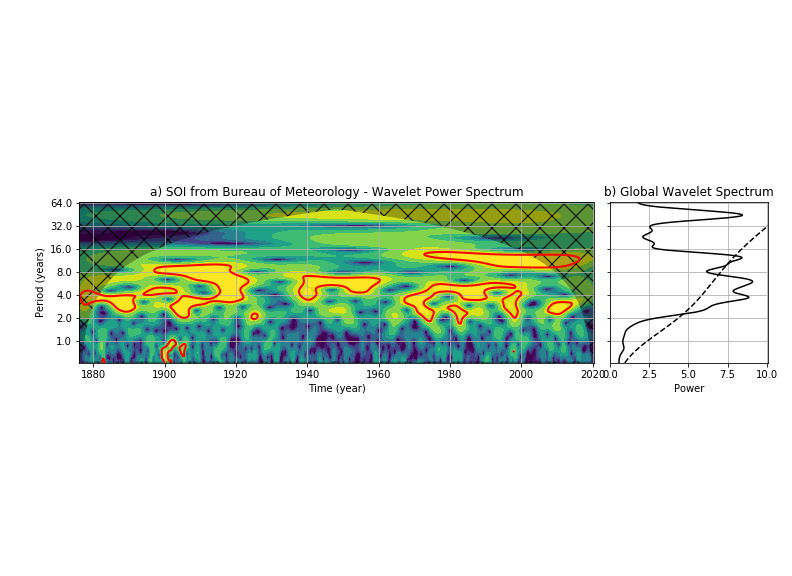 a) SOI from Bureau of Meteorology - Wavelet Power Spectrum
b) Global Wavelet Spectrum
64.0
32.0
16.0
8.0
4.0
2.0
1.0
Period (years)
1880 1900 1920 1940 1960 1980 2000 2020
Time (year)
0.0 2.5 5.0 7.5 10.0
Power